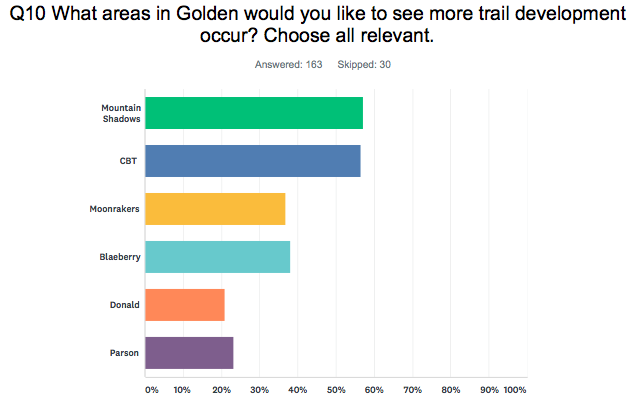 Q10 What areas in Golden would you like to see more trail development
occur? Choose all relevant.
Answered: 163 Skipped: 30
Mountain
Shadows
CBT
Moonrakers
Blaeberry
Donald
Parson
0% 10% 20% 30% 40% 50% 60% 70% 80% 90% 100%